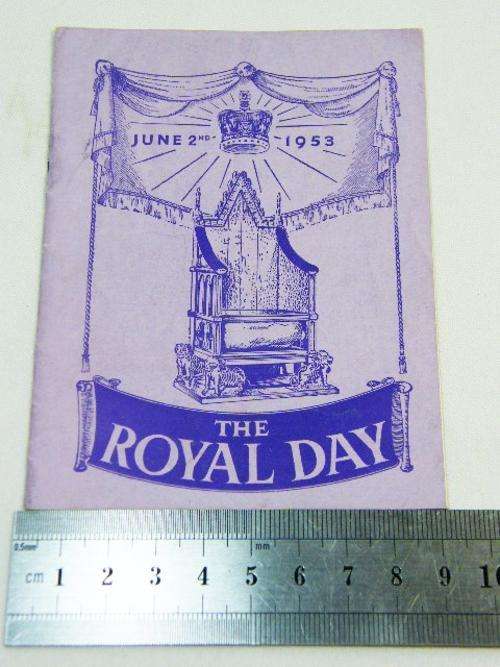 JUNE 2ND 1953
THE
ROYAL DAY
0.5mm mm
cm 1 2 3 4 5 6 7 8 9 10